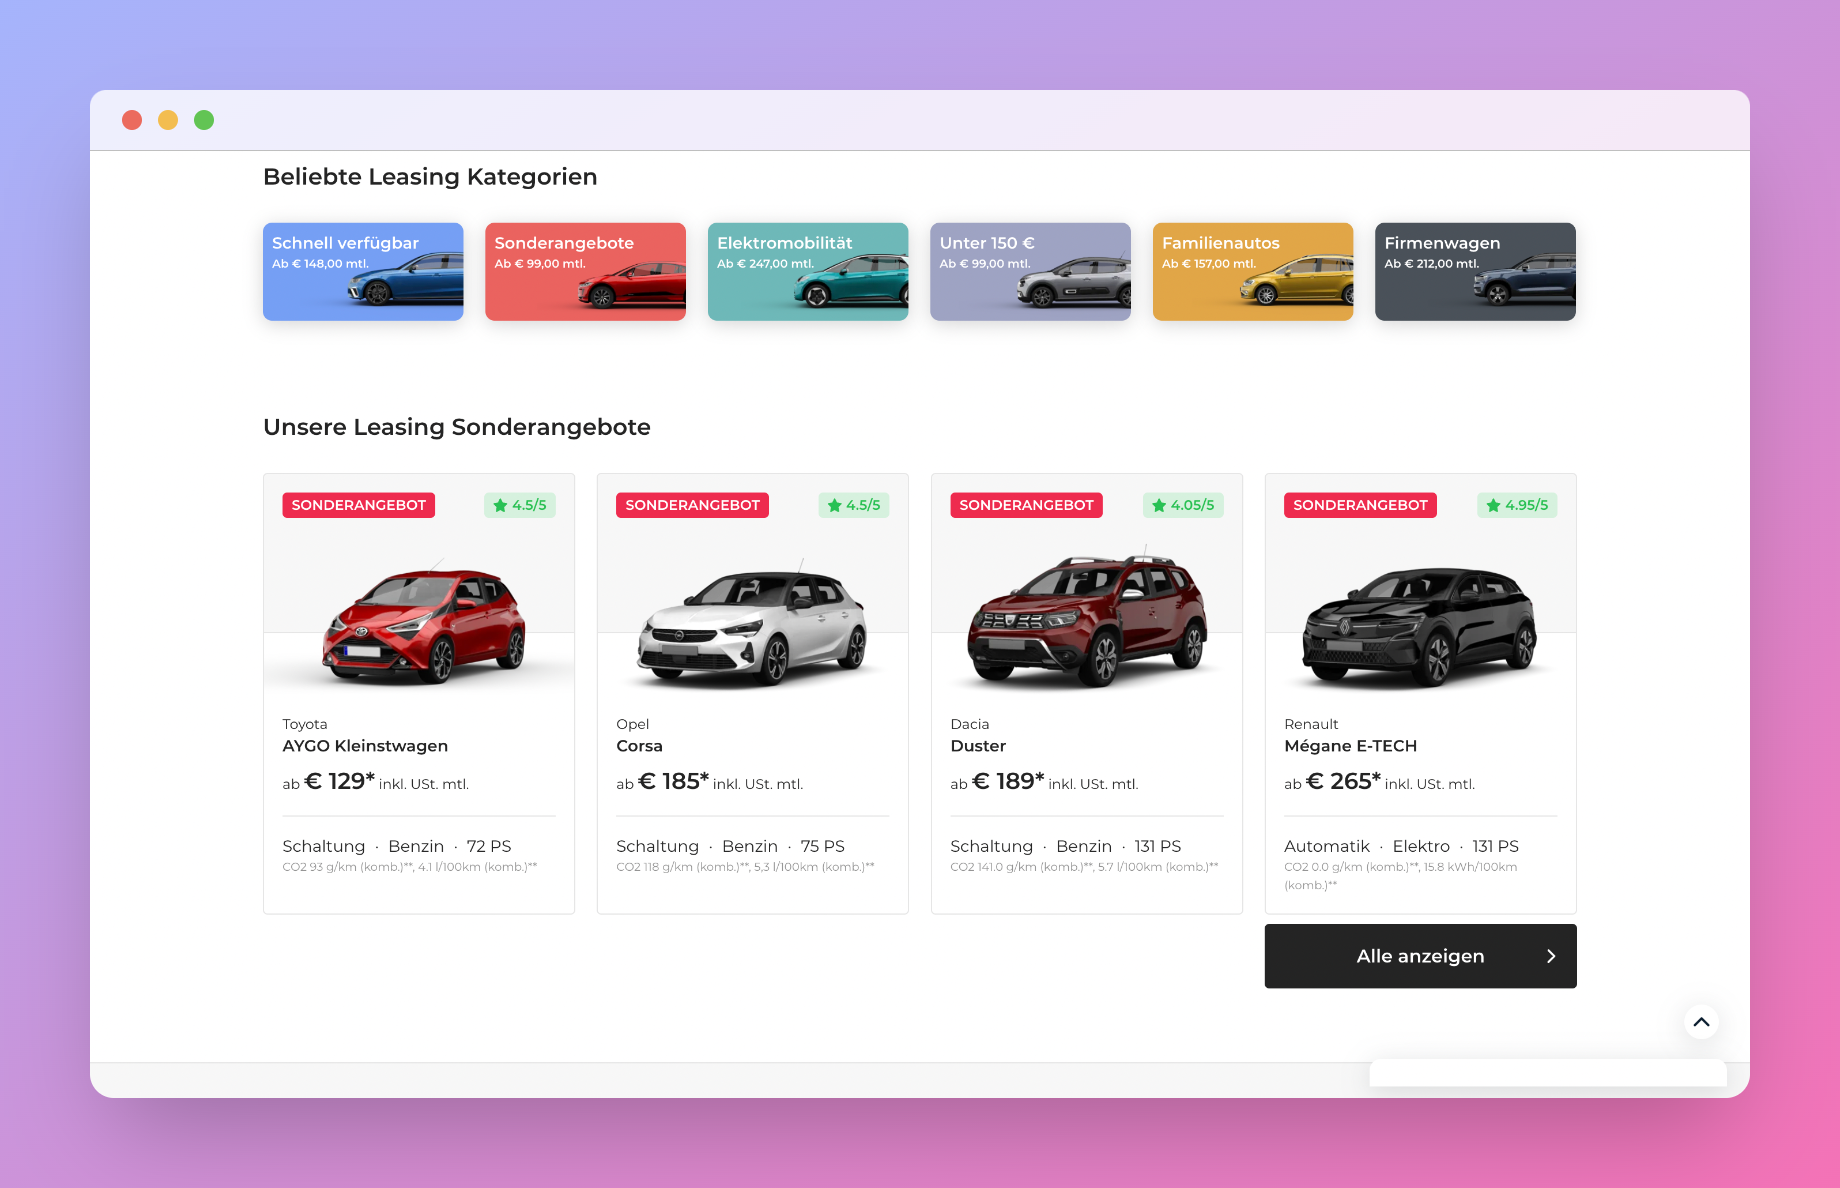 Beliebte Leasing Kategorien
Schnell verfügbar
Ab € 148,00 mtl.
Sonderangebote
Ab € 99,00 mtl.
Elektromobilität
Ab € 247,00 mtl.
Unter 150 €
Ab € 99,00 mtl.
Familienautos
Ab € 157,00 mtl.
Firmenwagen
Ab € 212,00 mtl.
Unsere Leasing Sonderangebote
SONDERANGEBOT 4.5/5
Toyota
AYGO Kleinstwagen
ab € 129* inkl. USt. mtl.
Schaltung · Benzin · 72 PS
CO2 93 g/km (komb.)**, 4.1 l/100km (komb.)**
SONDERANGEBOT 4.5/5
Opel
Corsa
ab € 185* inkl. USt. mtl.
Schaltung · Benzin · 75 PS
CO2 118 g/km (komb.)**, 5,3 l/100km (komb.)**
SONDERANGEBOT 4.05/5
Dacia
Duster
ab € 189* inkl. USt. mtl.
Schaltung · Benzin · 131 PS
CO2 141.0 g/km (komb.)**, 5.7 l/100km (komb.)**
SONDERANGEBOT 4.95/5
Renault
Mégane E-TECH
ab € 265* inkl. USt. mtl.
Automatik · Elektro · 131 PS
CO2 0.0 g/km (komb.)**, 15.8 kWh/100km
(komb.)**
Alle anzeigen